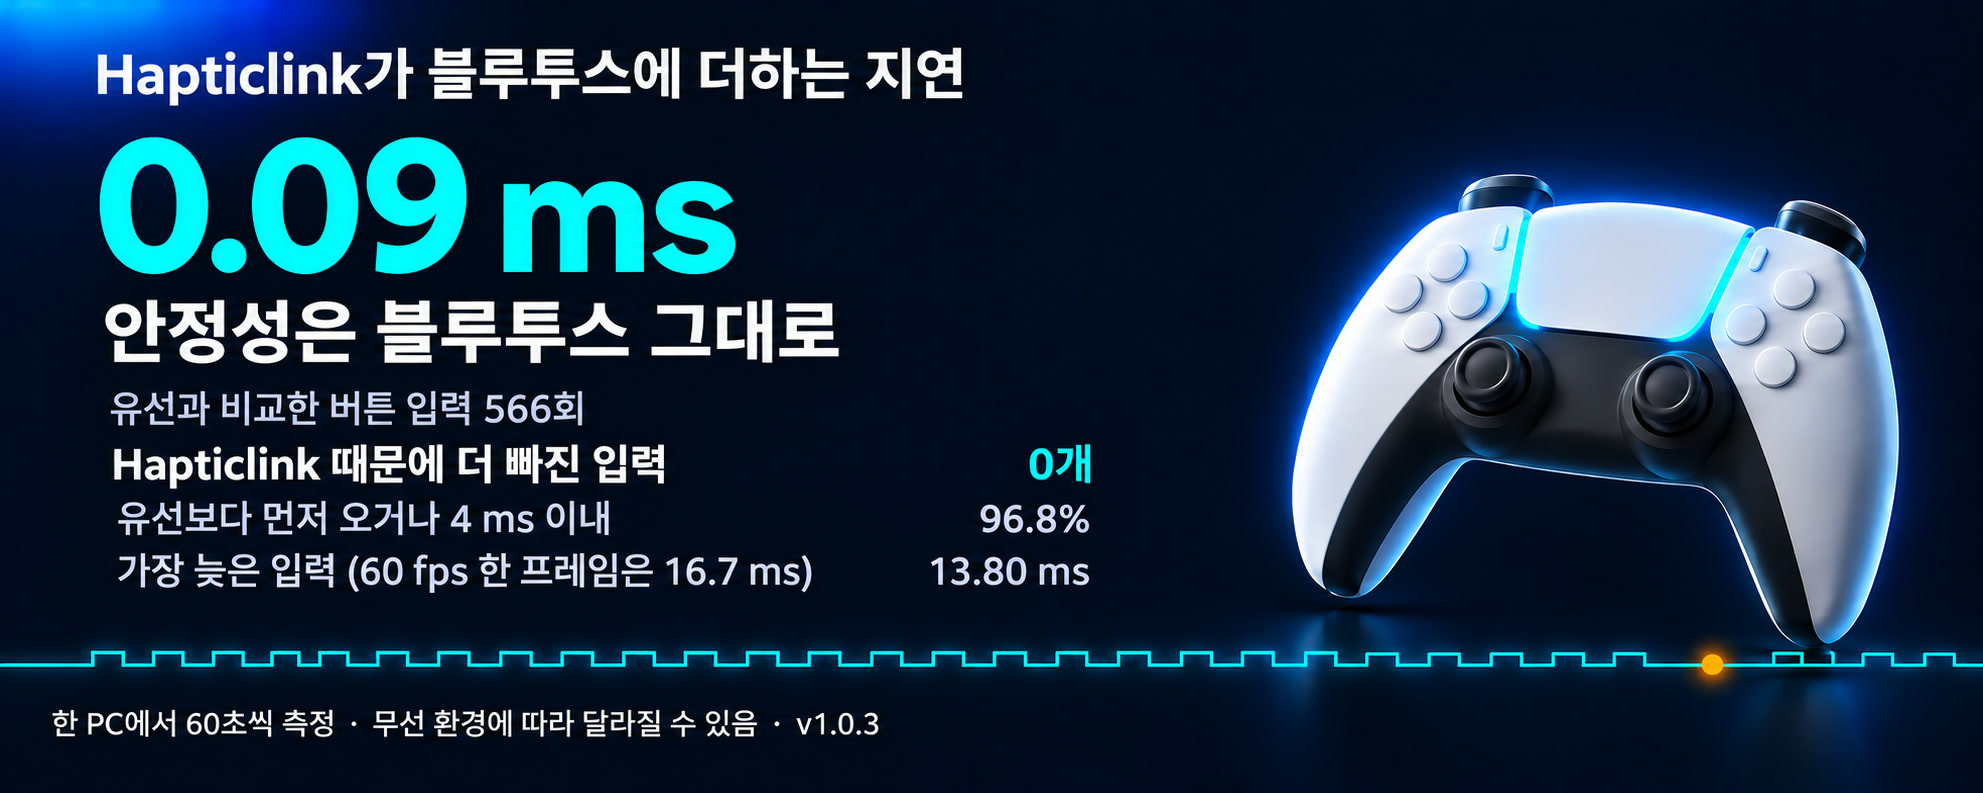 Hapticlink가 블루투스에 더하는 지연
0.09 ms
안정성은 블루투스 그대로
유선과 비교한 버튼 입력 566회
Hapticlink 때문에 더 빠진 입력 0개
유선보다 먼저 오거나 4 ms 이내 96.8%
가장 늦은 입력 (60 fps 한 프레임은 16.7 ms) 13.80 ms
한 PC에서 60초씩 측정 · 무선 환경에 따라 달라질 수 있음 · v1.0.3